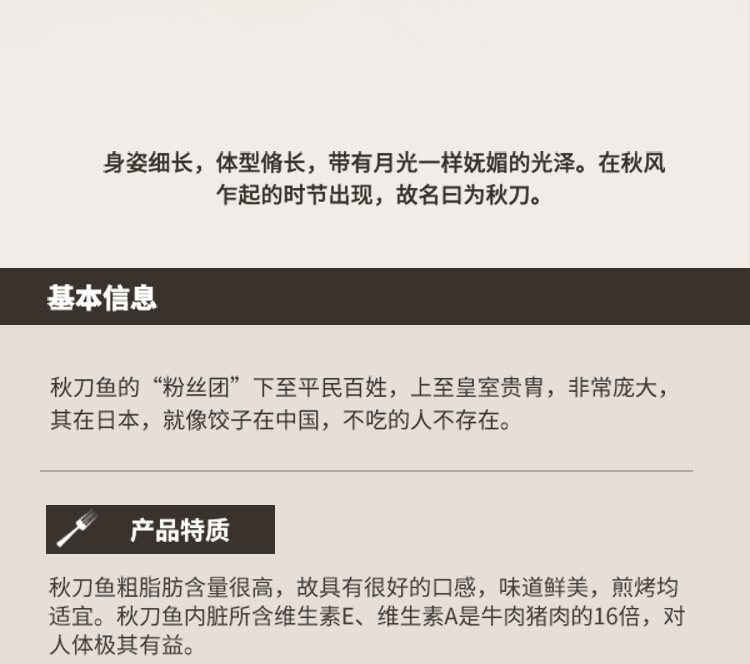 身姿细长，体型脩长，带有月光一样妩媚的光泽。在秋风
乍起的时节出现，故名曰为秋刀。
基本信息
秋刀鱼的“粉丝团”下至平民百姓，上至皇室贵胄，非常庞大，
其在日本，就像饺子在中国，不吃的人不存在。
产品特质
秋刀鱼粗脂肪含量很高，故具有很好的口感，味道鲜美，煎烤均
适宜。秋刀鱼内脏所含维生素E、维生素A是牛肉猪肉的16倍，对
人体极其有益。